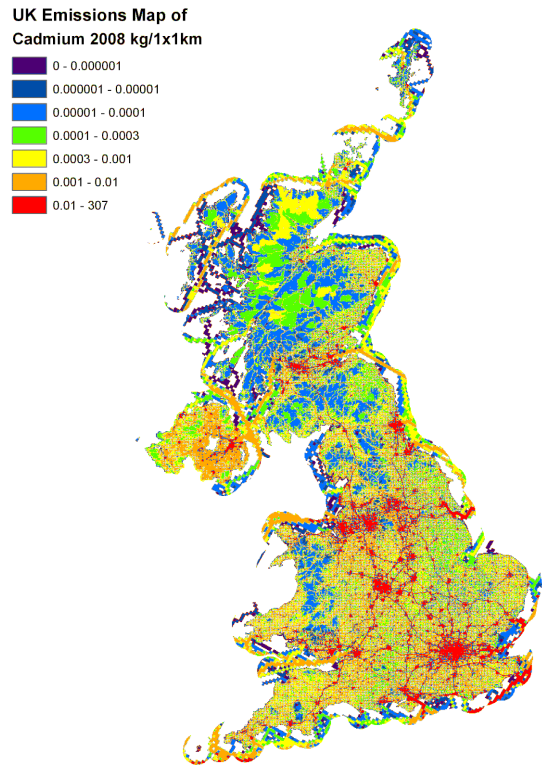 UK Emissions Map of
Cadmium 2008 kg/1x1km
0 - 0.000001
0.000001 - 0.00001
0.00001 - 0.0001
0.0001 - 0.0003
0.0003 - 0.001
0.001 - 0.01
0.01 - 307